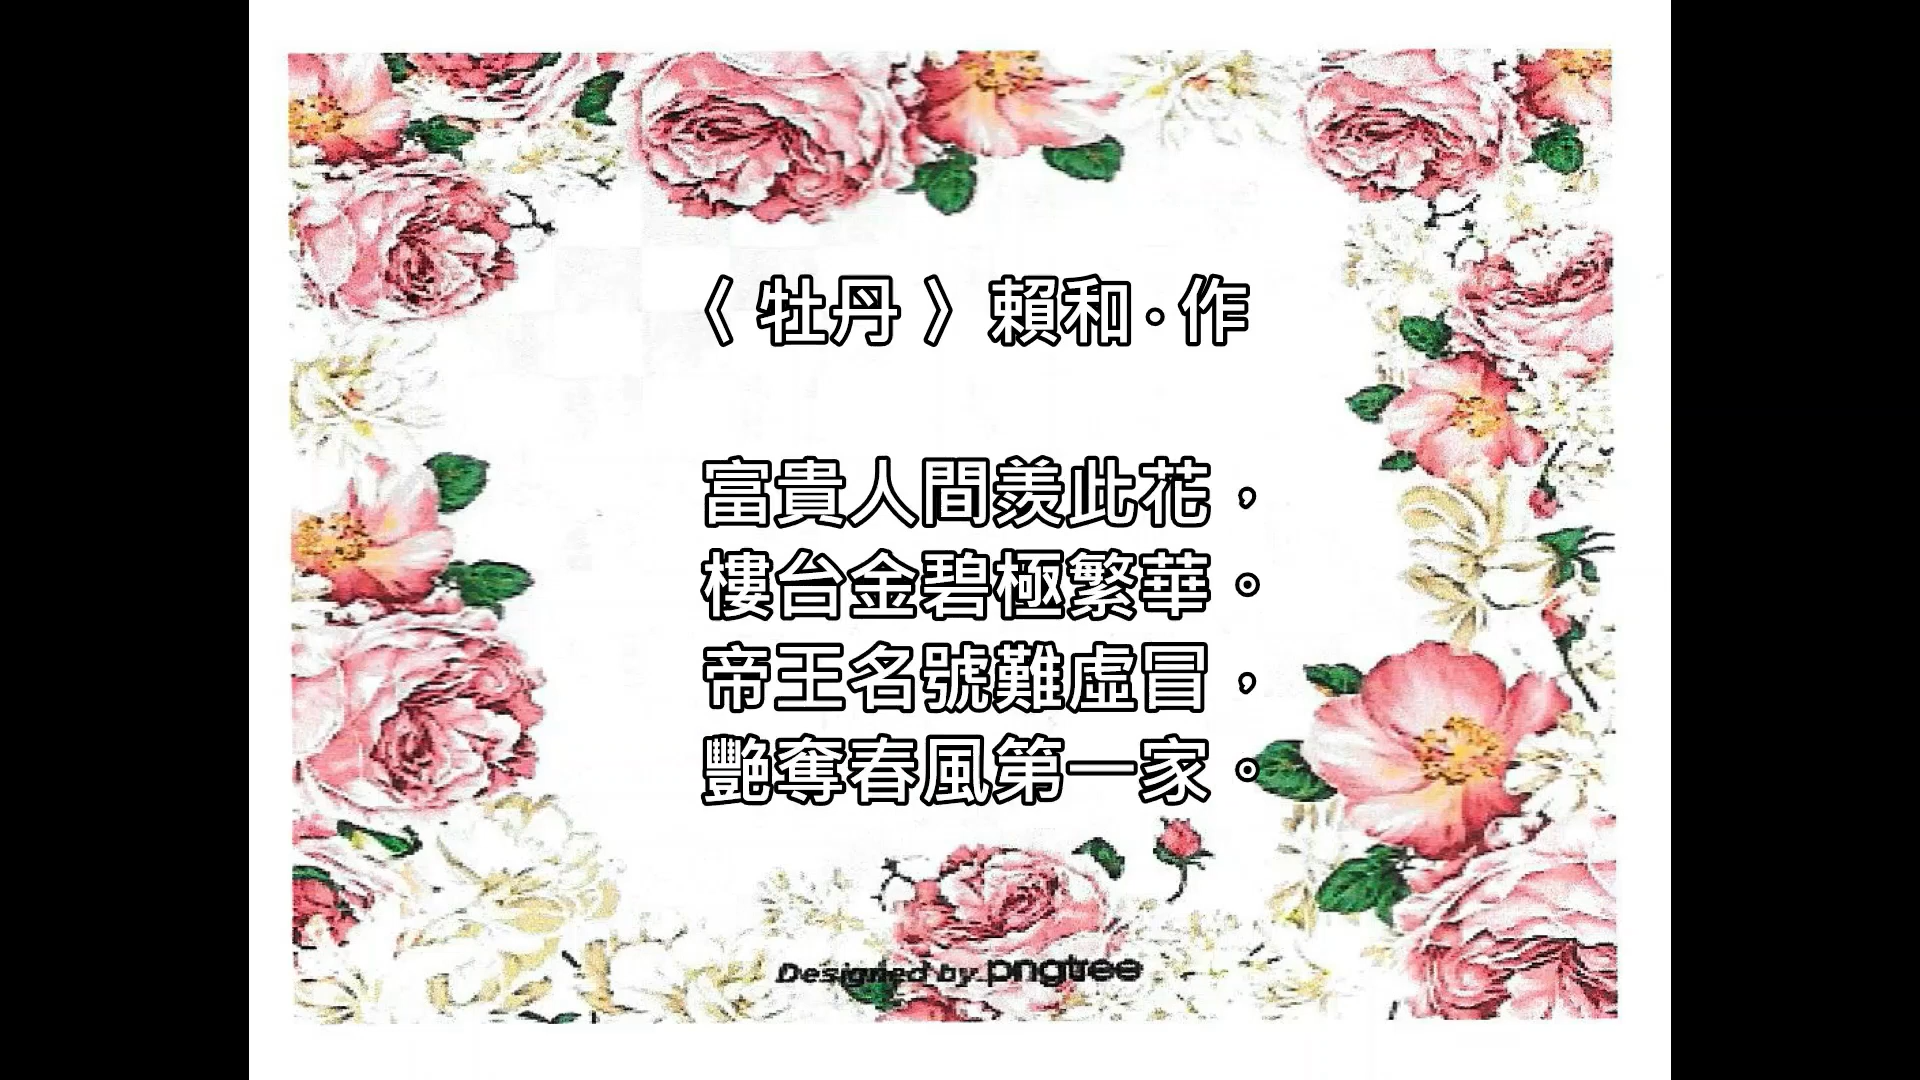 〈 牡丹 〉賴和·作
富貴人間羨此花，
樓台金碧極繁華。
帝王名號難虛冒，
艷奪春風第一家。
Designed by pngtree